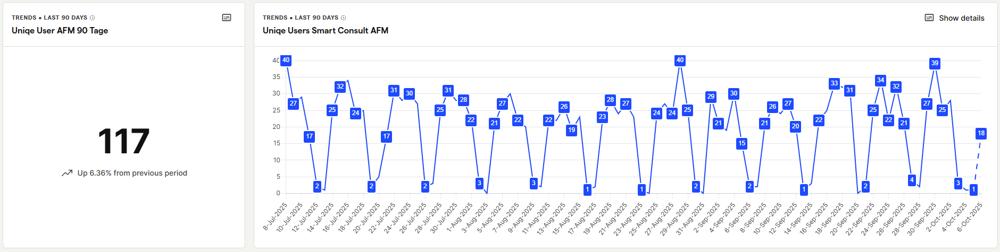 TRENDS • LAST 90 DAYS
Uniqe User AFM 90 Tage
117
Up 6.36% from previous period
TRENDS • LAST 90 DAYS
Show details
Uniqe Users Smart Consult AFM
40
35
30
25
20
15
10
5
0
40
27
17
2
25
32
24
2
17
31
30
2
25
31
28
22
3
21
27
22
3
22
26
19
1
23
28
27
1
24
24
40
25
2
29
21
30
15
2
21
26
27
20
1
22
33
31
2
25
34
22
32
21
4
27
39
25
3
1
18
8-Jul-2025
10-Jul-2025
12-Jul-2025
14-Jul-2025
16-Jul-2025
18-Jul-2025
20-Jul-2025
22-Jul-2025
24-Jul-2025
26-Jul-2025
28-Jul-2025
30-Jul-2025
1-Aug-2025
3-Aug-2025
5-Aug-2025
7-Aug-2025
9-Aug-2025
11-Aug-2025
13-Aug-2025
15-Aug-2025
17-Aug-2025
19-Aug-2025
21-Aug-2025
23-Aug-2025
25-Aug-2025
27-Aug-2025
29-Aug-2025
31-Aug-2025
2-Sep-2025
4-Sep-2025
6-Sep-2025
8-Sep-2025
10-Sep-2025
12-Sep-2025
14-Sep-2025
16-Sep-2025
18-Sep-2025
20-Sep-2025
22-Sep-2025
24-Sep-2025
26-Sep-2025
28-Sep-2025
30-Sep-2025
2-Oct-2025
4-Oct-2025
6-Oct-2025